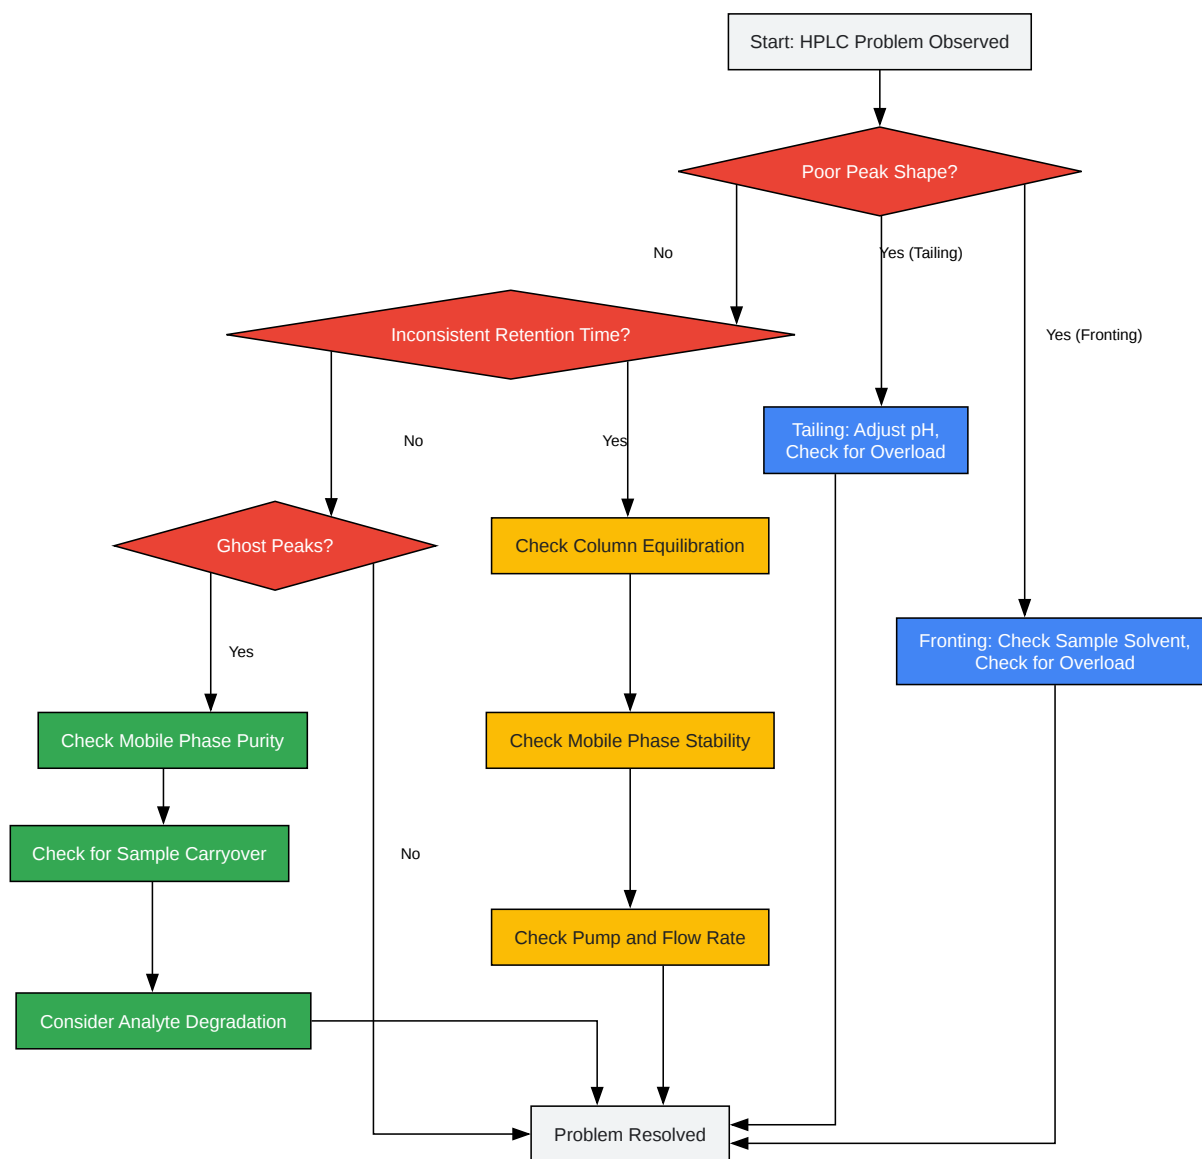 Start: HPLC Problem Observed
Poor Peak Shape?
No
Yes (Tailing)
Inconsistent Retention Time?
Yes (Fronting)
No
Yes
Tailing: Adjust pH,
Check for Overload
Ghost Peaks?
Check Column Equilibration
Yes
Fronting: Check Sample Solvent,
Check for Overload
Check Mobile Phase Purity
Check Mobile Phase Stability
Check for Sample Carryover
No
Check Pump and Flow Rate
Consider Analyte Degradation
Problem Resolved